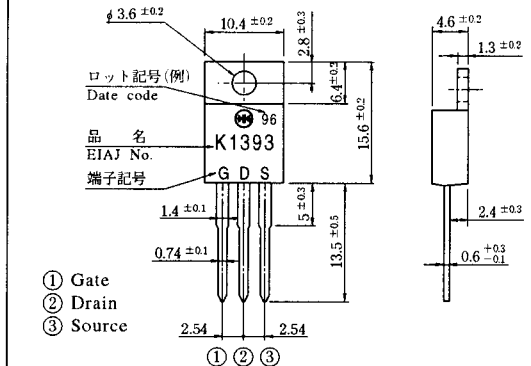 φ 3.6 ±0.2
10.4 ±0.2
2.8 ±0.3
4.6 ±0.2
1.3 ±0.2
ロット記号(例)
Date code
6.4 ±0.2
15.6 ±0.2
96
品 名
EIAJ No.
K1393
端子記号
G D S
1.4 ±0.1
5 ±0.3
13.5 ±0.5
2.4 ±0.3
0.74 ±0.1
0.6 +0.3 -0.1
① Gate
② Drain
③ Source
2.54 2.54
① ② ③